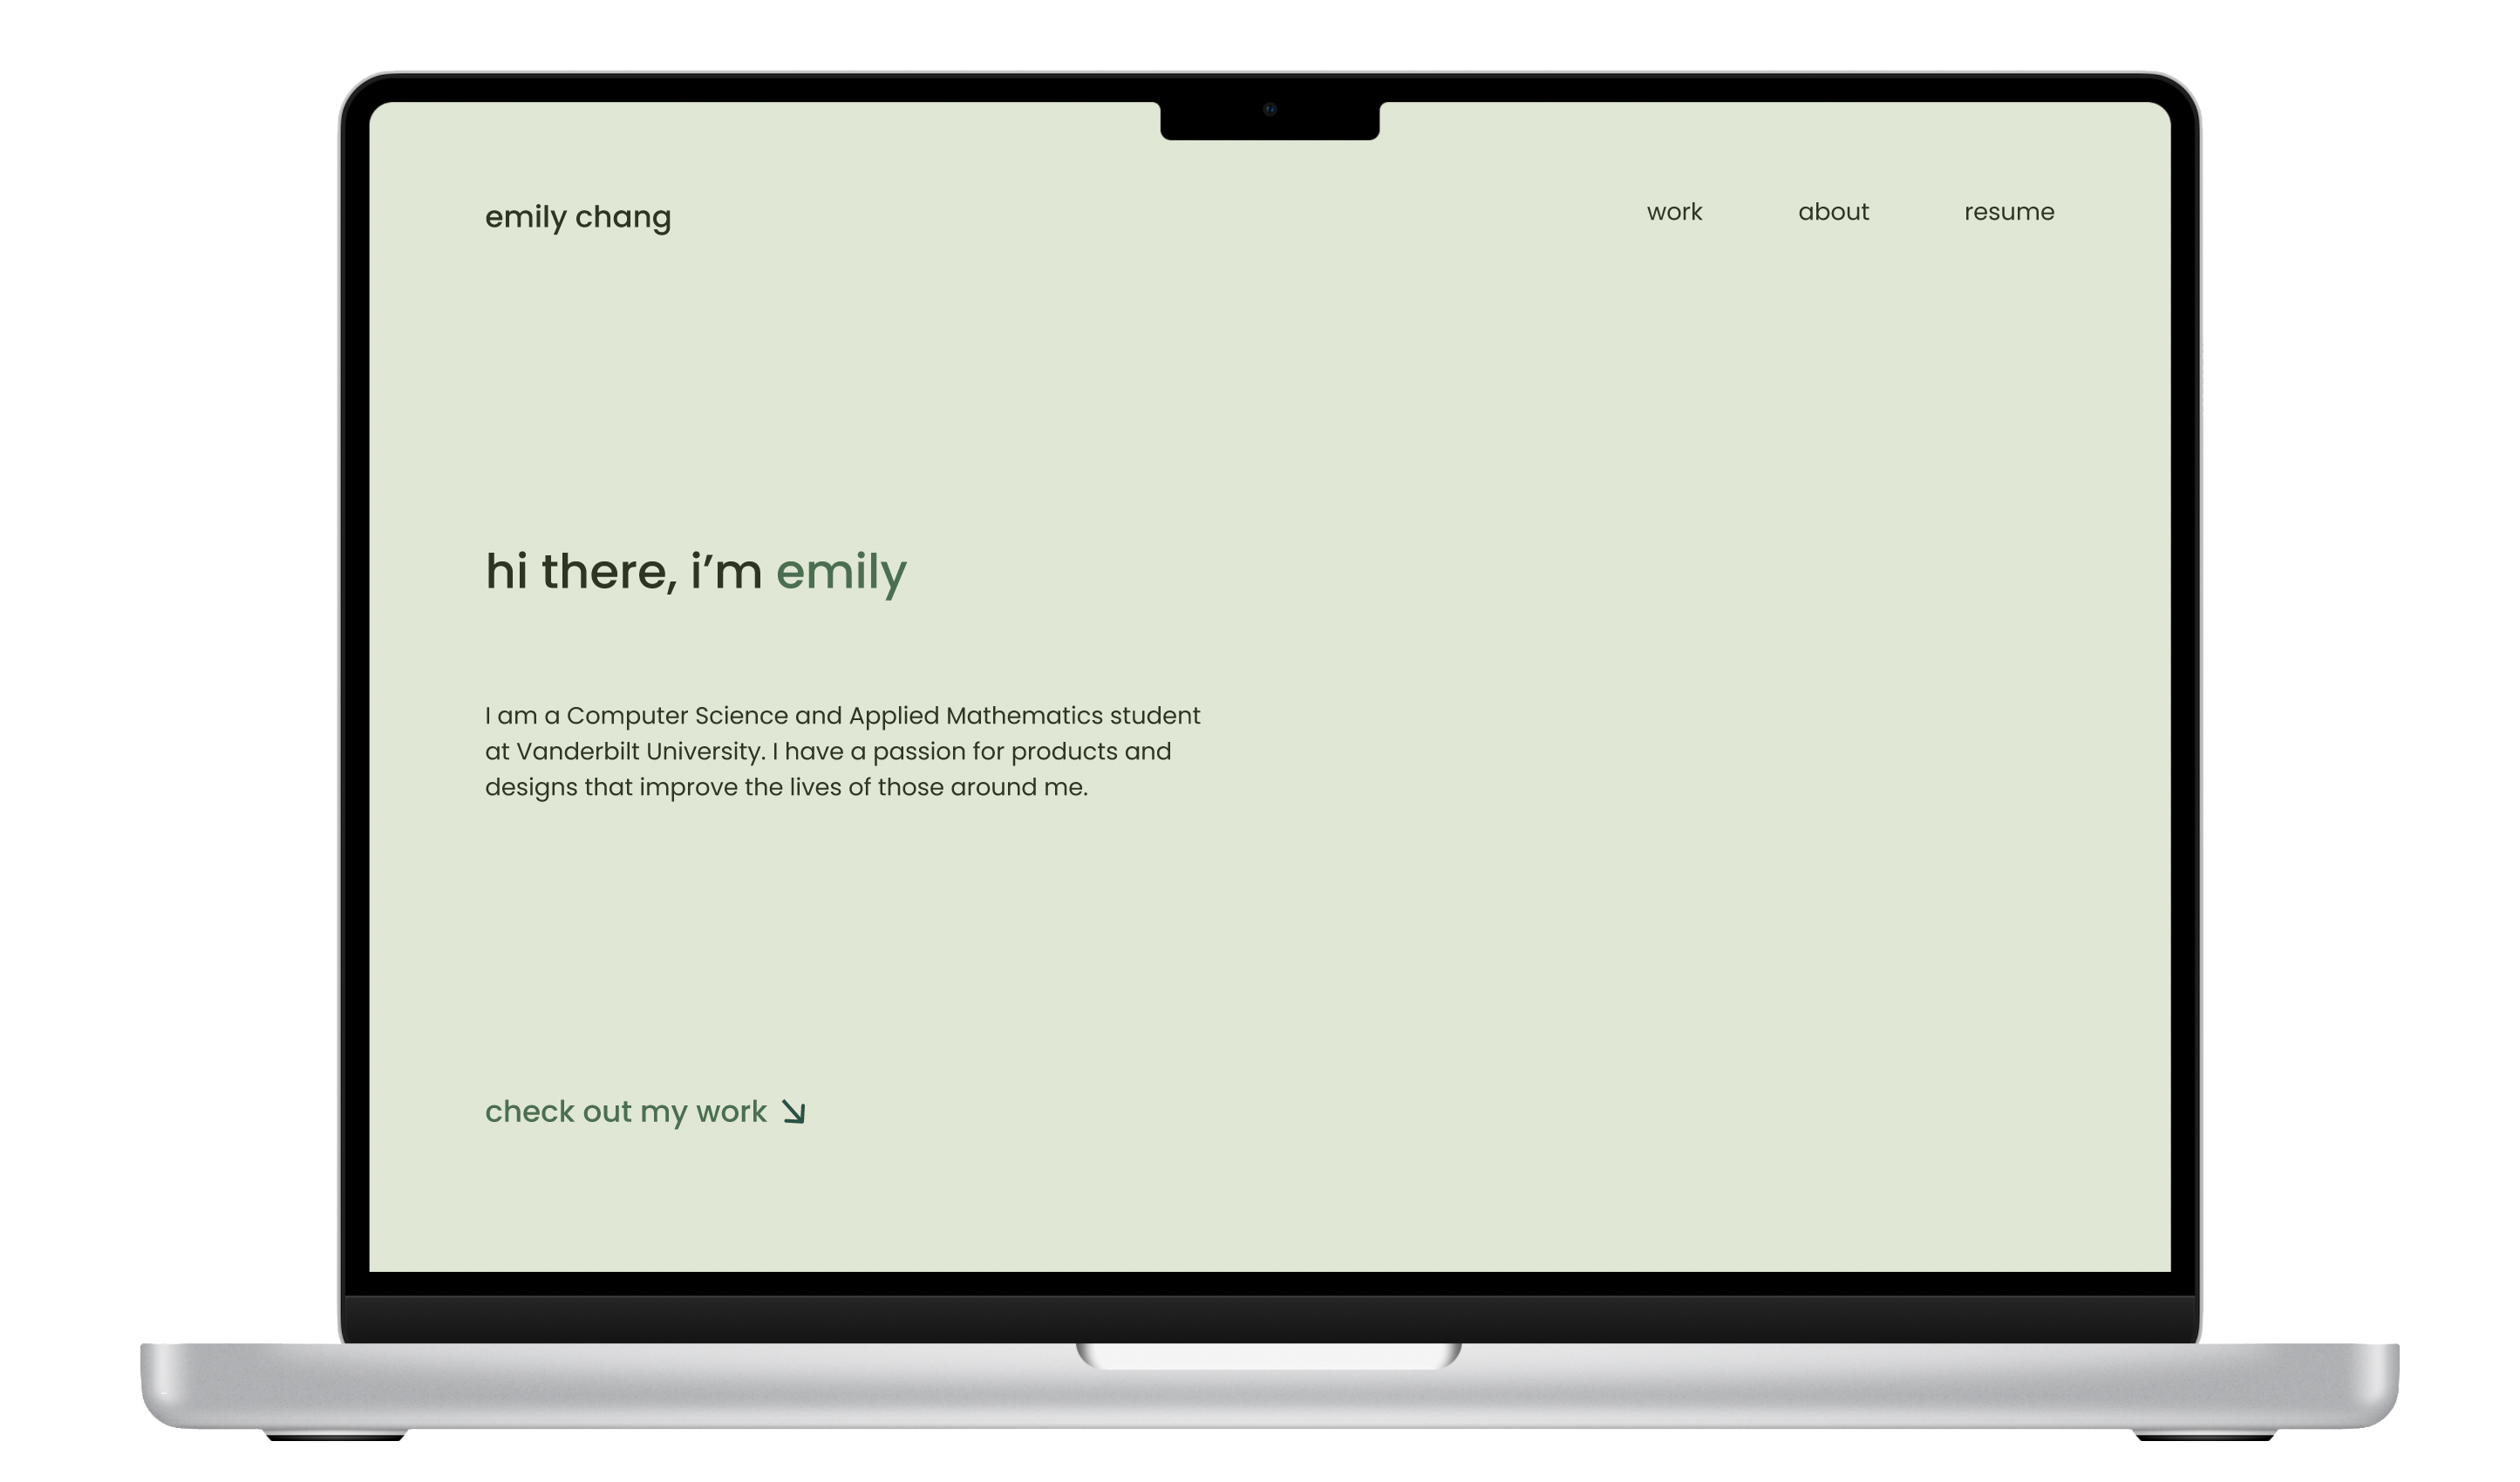 emily chang
work about resume
hi there, i’m emily
I am a Computer Science and Applied Mathematics student
at Vanderbilt University. I have a passion for products and
designs that improve the lives of those around me.
check out my work